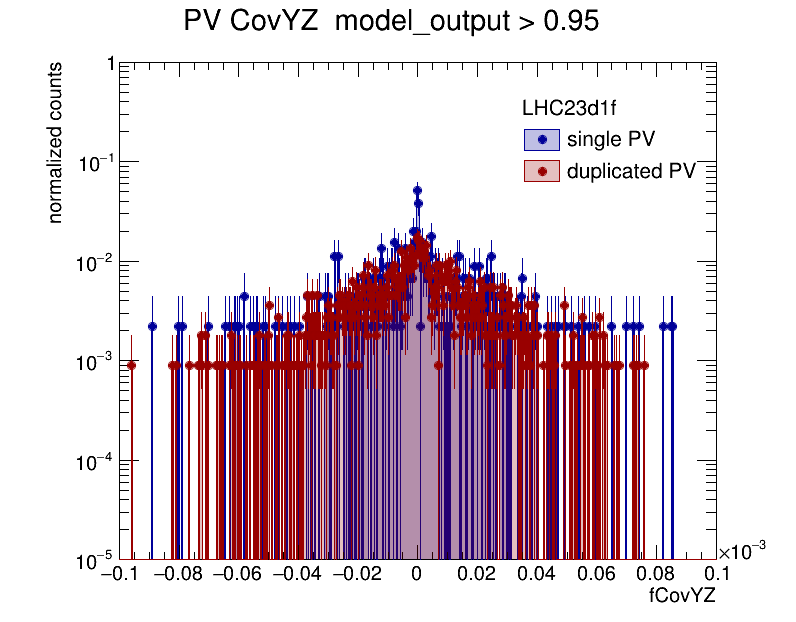 PV CovYZ  model_output > 0.95
normalized counts
1
10⁻¹
10⁻²
10⁻³
10⁻⁴
10⁻⁵
LHC23d1f
single PV
duplicated PV
−0.1 −0.08 −0.06 −0.04 −0.02 0 0.02 0.04 0.06 0.08 0.1
×10⁻³
fCovYZ